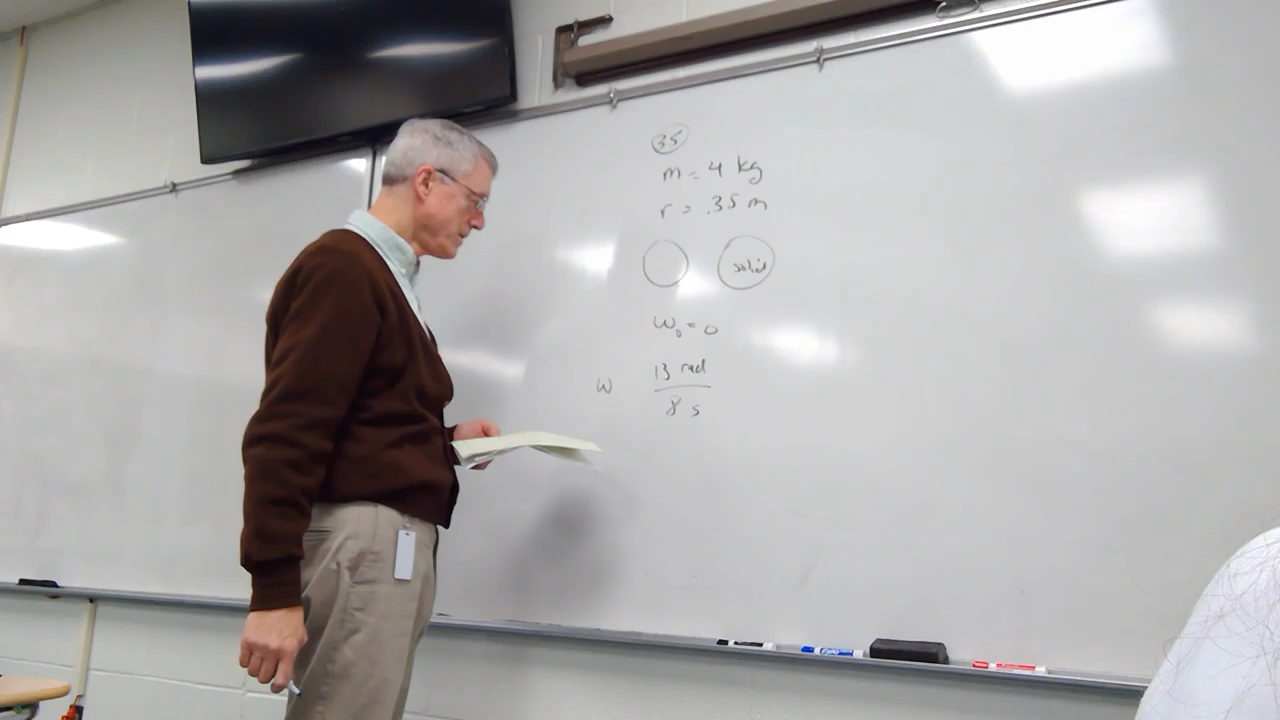 35
m = 4 kg
r = .35 m
solid
ω₀ = 0
ω 13 rad
8 s